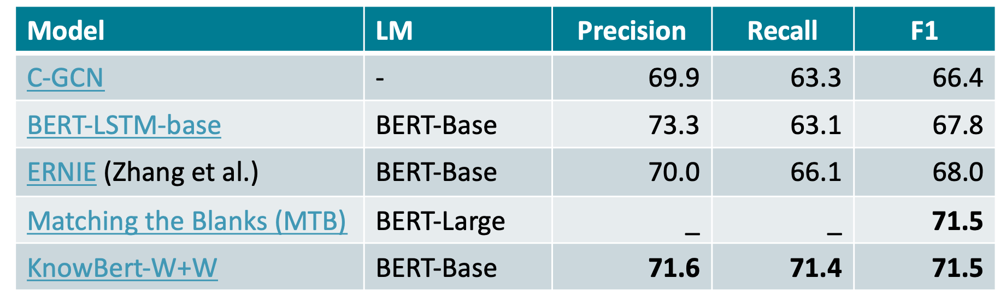 Model LM Precision Recall F1
C-GCN - 69.9 63.3 66.4
BERT-LSTM-base BERT-Base 73.3 63.1 67.8
ERNIE (Zhang et al.) BERT-Base 70.0 66.1 68.0
Matching the Blanks (MTB) BERT-Large _ _ 71.5
KnowBert-W+W BERT-Base 71.6 71.4 71.5